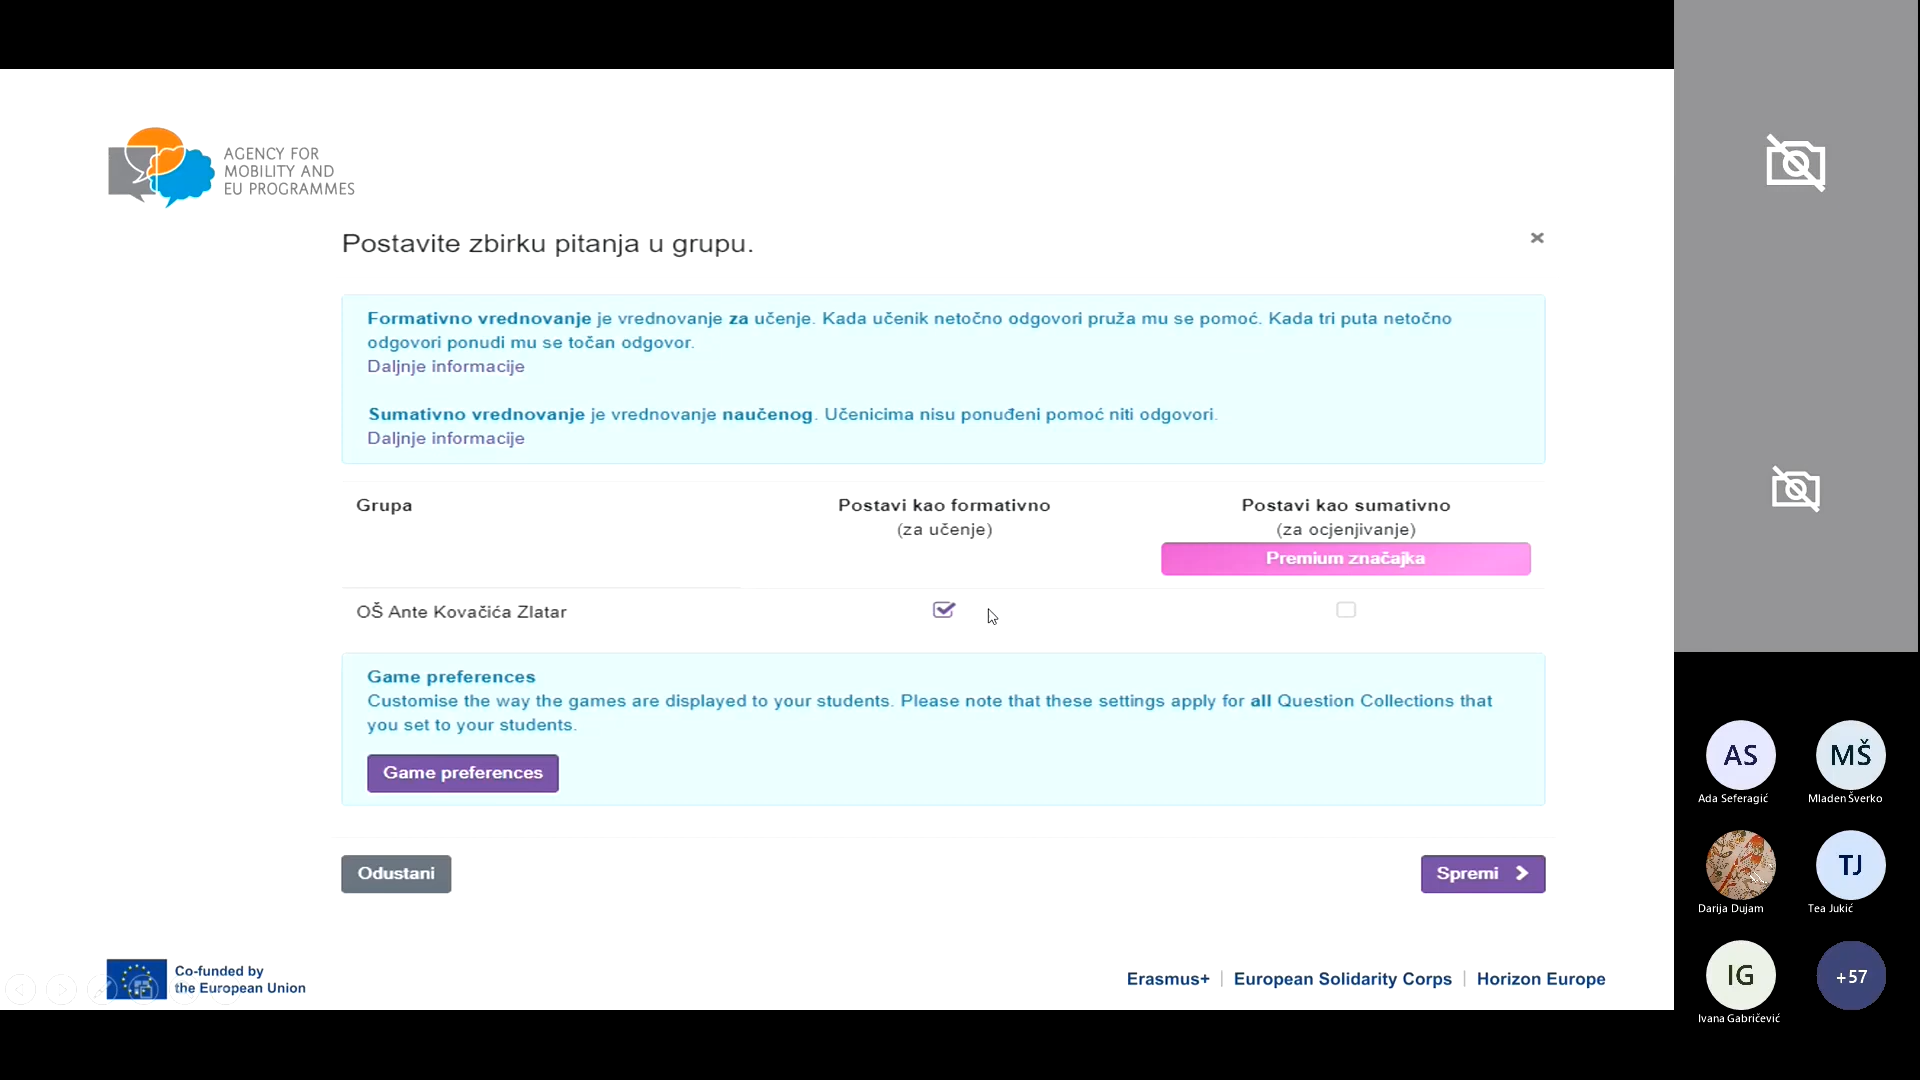 AGENCY FOR
MOBILITY AND
EU PROGRAMMES
Postavite zbirku pitanja u grupu.
Formativno vrednovanje je vrednovanje za učenje. Kada učenik netočno odgovori pruža mu se pomoć. Kada tri puta netočno
odgovori ponudi mu se točan odgovor.
Daljnje informacije
Sumativno vrednovanje je vrednovanje naučenog. Učenicima nisu ponuđeni pomoć niti odgovori.
Daljnje informacije
Grupa
Postavi kao formativno
(za učenje)
Postavi kao sumativno
(za ocjenjivanje)
Premium značajka
OŠ Ante Kovačića Zlatar
Game preferences
Customise the way the games are displayed to your students. Please note that these settings apply for all Question Collections that
you set to your students.
Game preferences
Odustani
Spremi
Co-funded by
the European Union
Erasmus+ | European Solidarity Corps | Horizon Europe
AS
Ada Seferagić
MŠ
Mladen Šverko
Darija Dujam
TJ
Tea Jukić
IG
Ivana Gabričević
+57